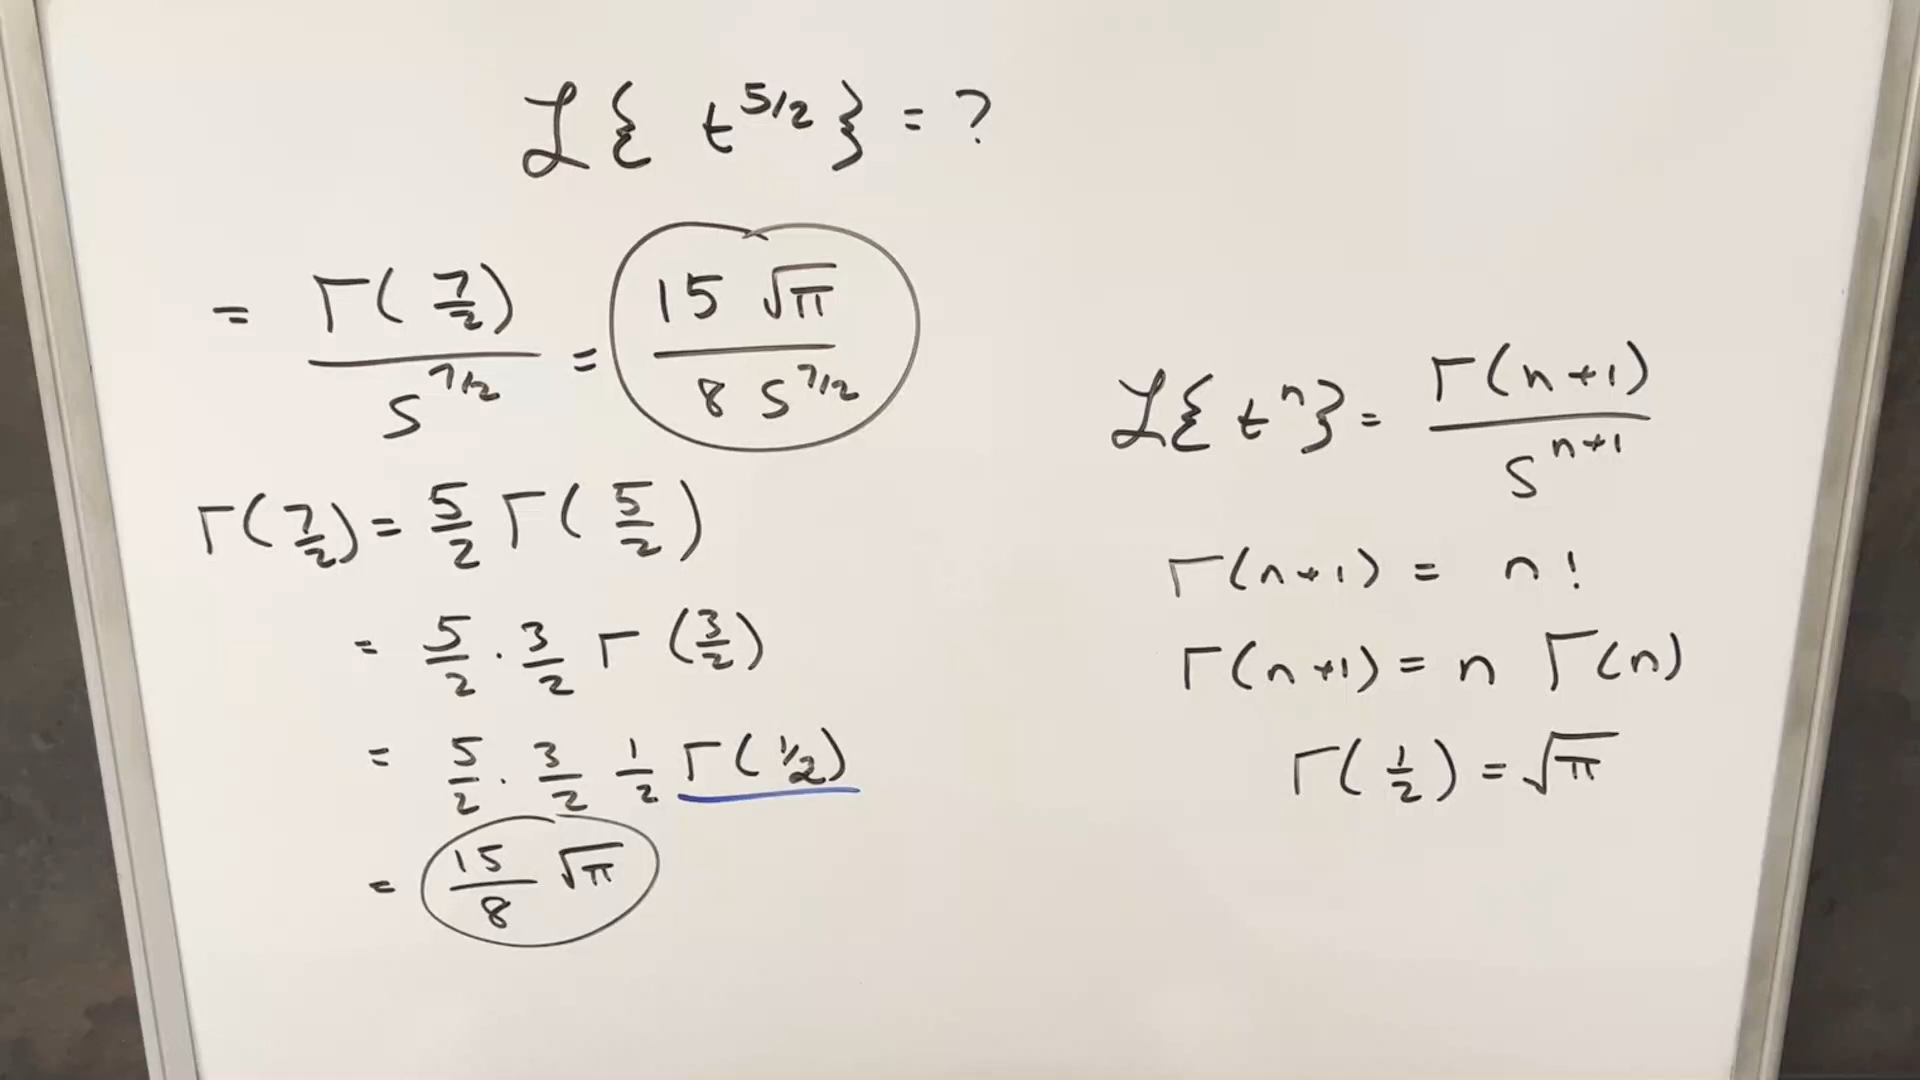 ℒ{ t^5/2 } = ?
= Γ(7/2) / s^7/2 = 15 √π / 8 s^7/2
Γ(7/2) = 5/2 Γ(5/2)
= 5/2 · 3/2 Γ(3/2)
= 5/2 · 3/2 1/2 Γ(1/2)
= 15/8 √π
ℒ{ t^n } = Γ(n+1) / s^n+1
Γ(n+1) = n!
Γ(n+1) = n Γ(n)
Γ(1/2) = √π